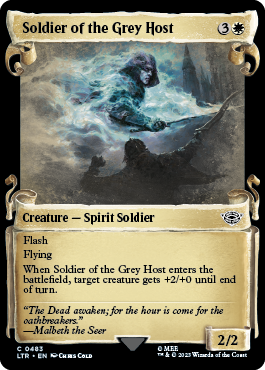 Soldier of the Grey Host 3
Creature — Spirit Soldier
Flash
Flying
When Soldier of the Grey Host enters the
battlefield, target creature gets +2/+0 until end
of turn.
"The Dead awaken; for the hour is come for the
oathbreakers."
—Malbeth the Seer
2/2
C 0483
LTR • EN Chris Cold
© MEE
™ & © 2023 Wizards of the Coast